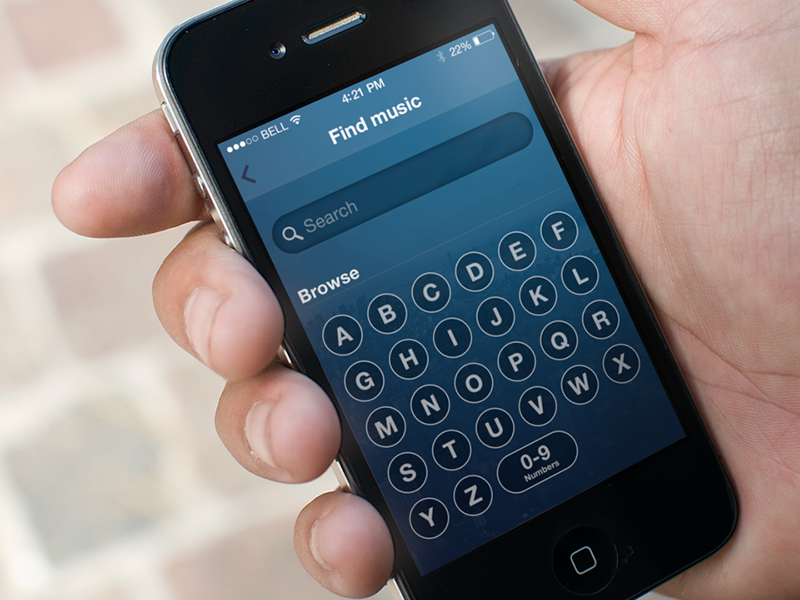 BELL 4:21 PM 22%
Find music
Search
Browse
A B C D E F
G H I J K L
M N O P Q R
S T U V W X
Y Z 0-9
Numbers